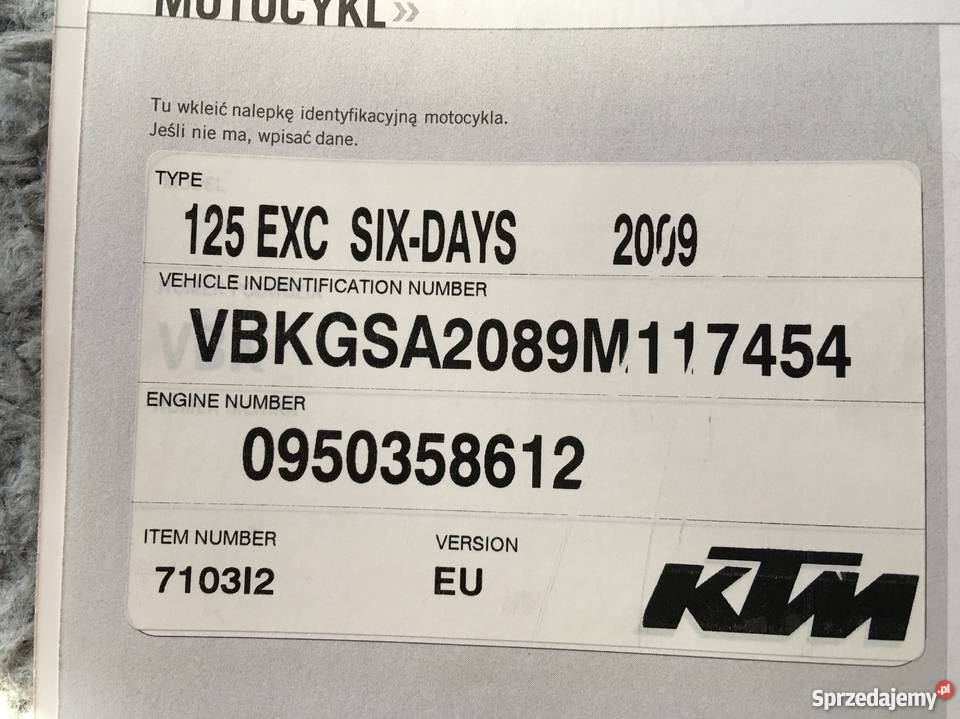 MOTOCYKL »
Tu wkleić nalepkę identyfikacyjną motocykla.
Jeśli nie ma, wpisać dane.
TYPE
125 EXC SIX-DAYS 2009
VEHICLE INDENTIFICATION NUMBER
VBKGSA2089M117454
ENGINE NUMBER
0950358612
ITEM NUMBER VERSION
7103I2 EU
KTM
Sprzedajemy.pl